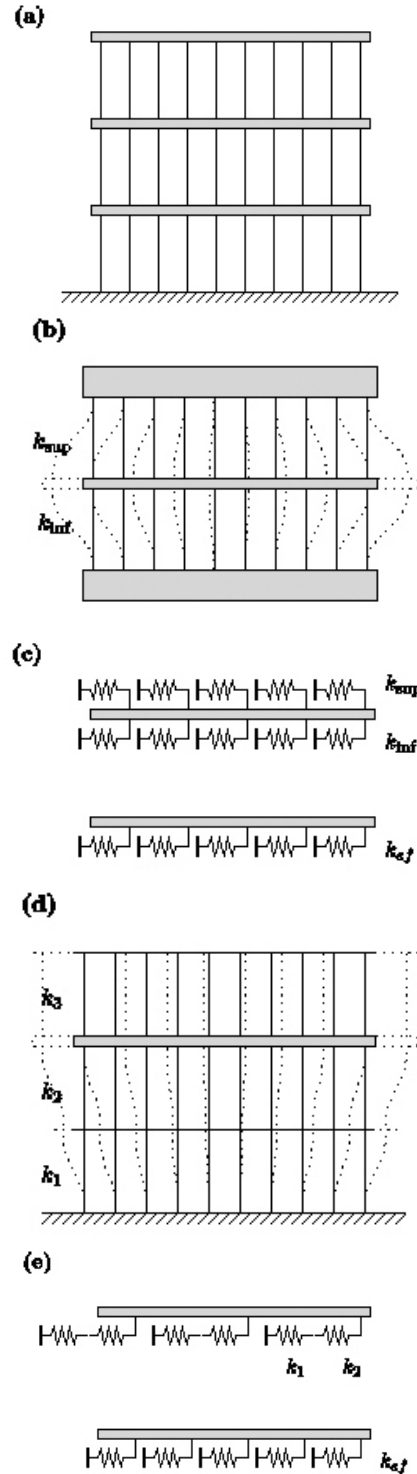 (a)
(b)
k_sup
k_inf
(c)
k_sup
k_inf
k_ef
(d)
k_3
k_2
k_1
(e)
k_1 k_2
k_ef